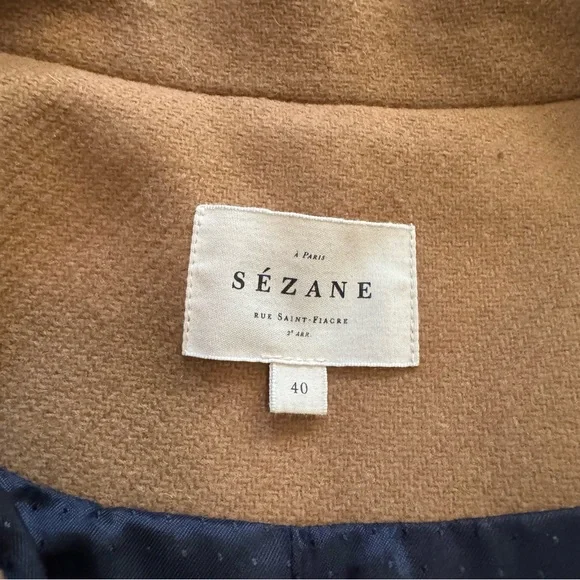 À PARIS
SÉZANE
RUE SAINT-FIACRE
2e ARR.
40